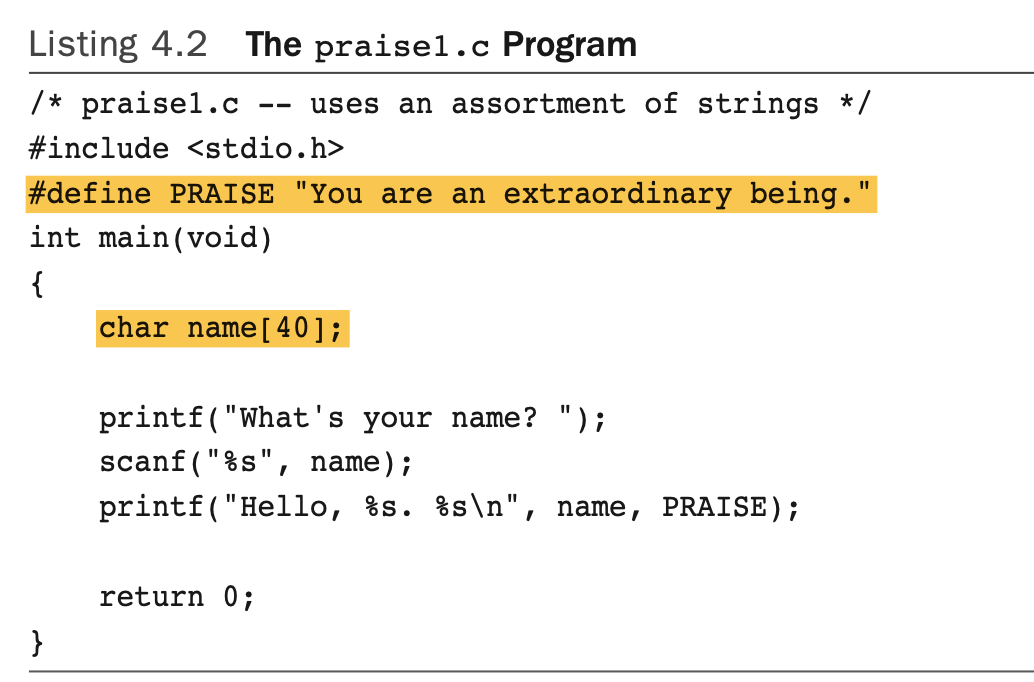 Listing 4.2 The praise1.c Program
/* praise1.c -- uses an assortment of strings */
#include <stdio.h>
#define PRAISE "You are an extraordinary being."
int main(void)
{
    char name[40];

    printf("What's your name? ");
    scanf("%s", name);
    printf("Hello, %s. %s\n", name, PRAISE);

    return 0;
}